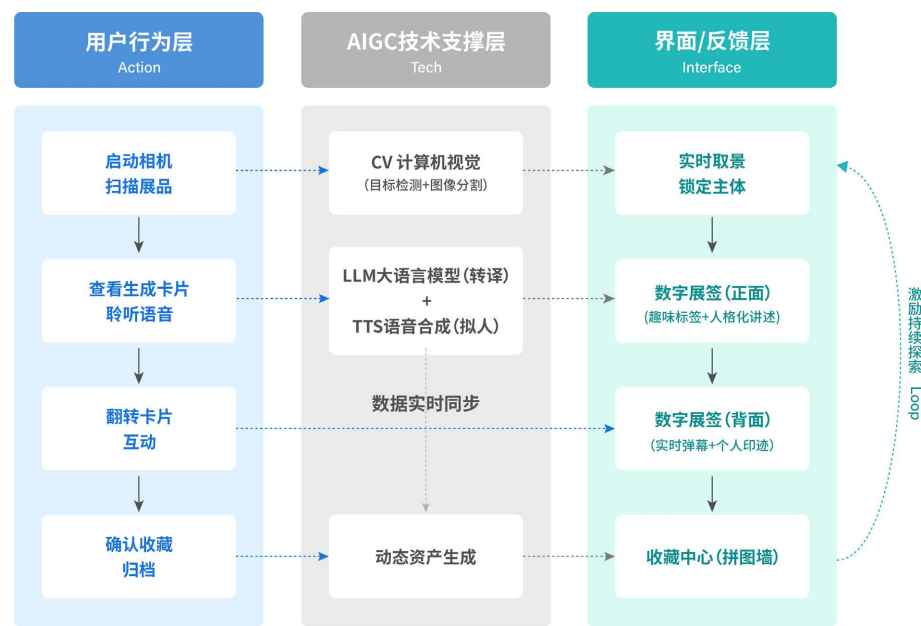 用户行为层
Action
AIGC技术支撑层
Tech
界面/反馈层
Interface
启动相机
扫描展品
CV 计算机视觉
(目标检测+图像分割)
实时取景
锁定主体
查看生成卡片
聆听语音
LLM大语言模型(转译)
+
TTS语音合成(拟人)
数字展签(正面)
(趣味标签+人格化讲述)
数据实时同步
翻转卡片
互动
数字展签(背面)
(实时弹幕+个人印迹)
确认收藏
归档
动态资产生成
收藏中心(拼图墙)
激励持续探索 Loop